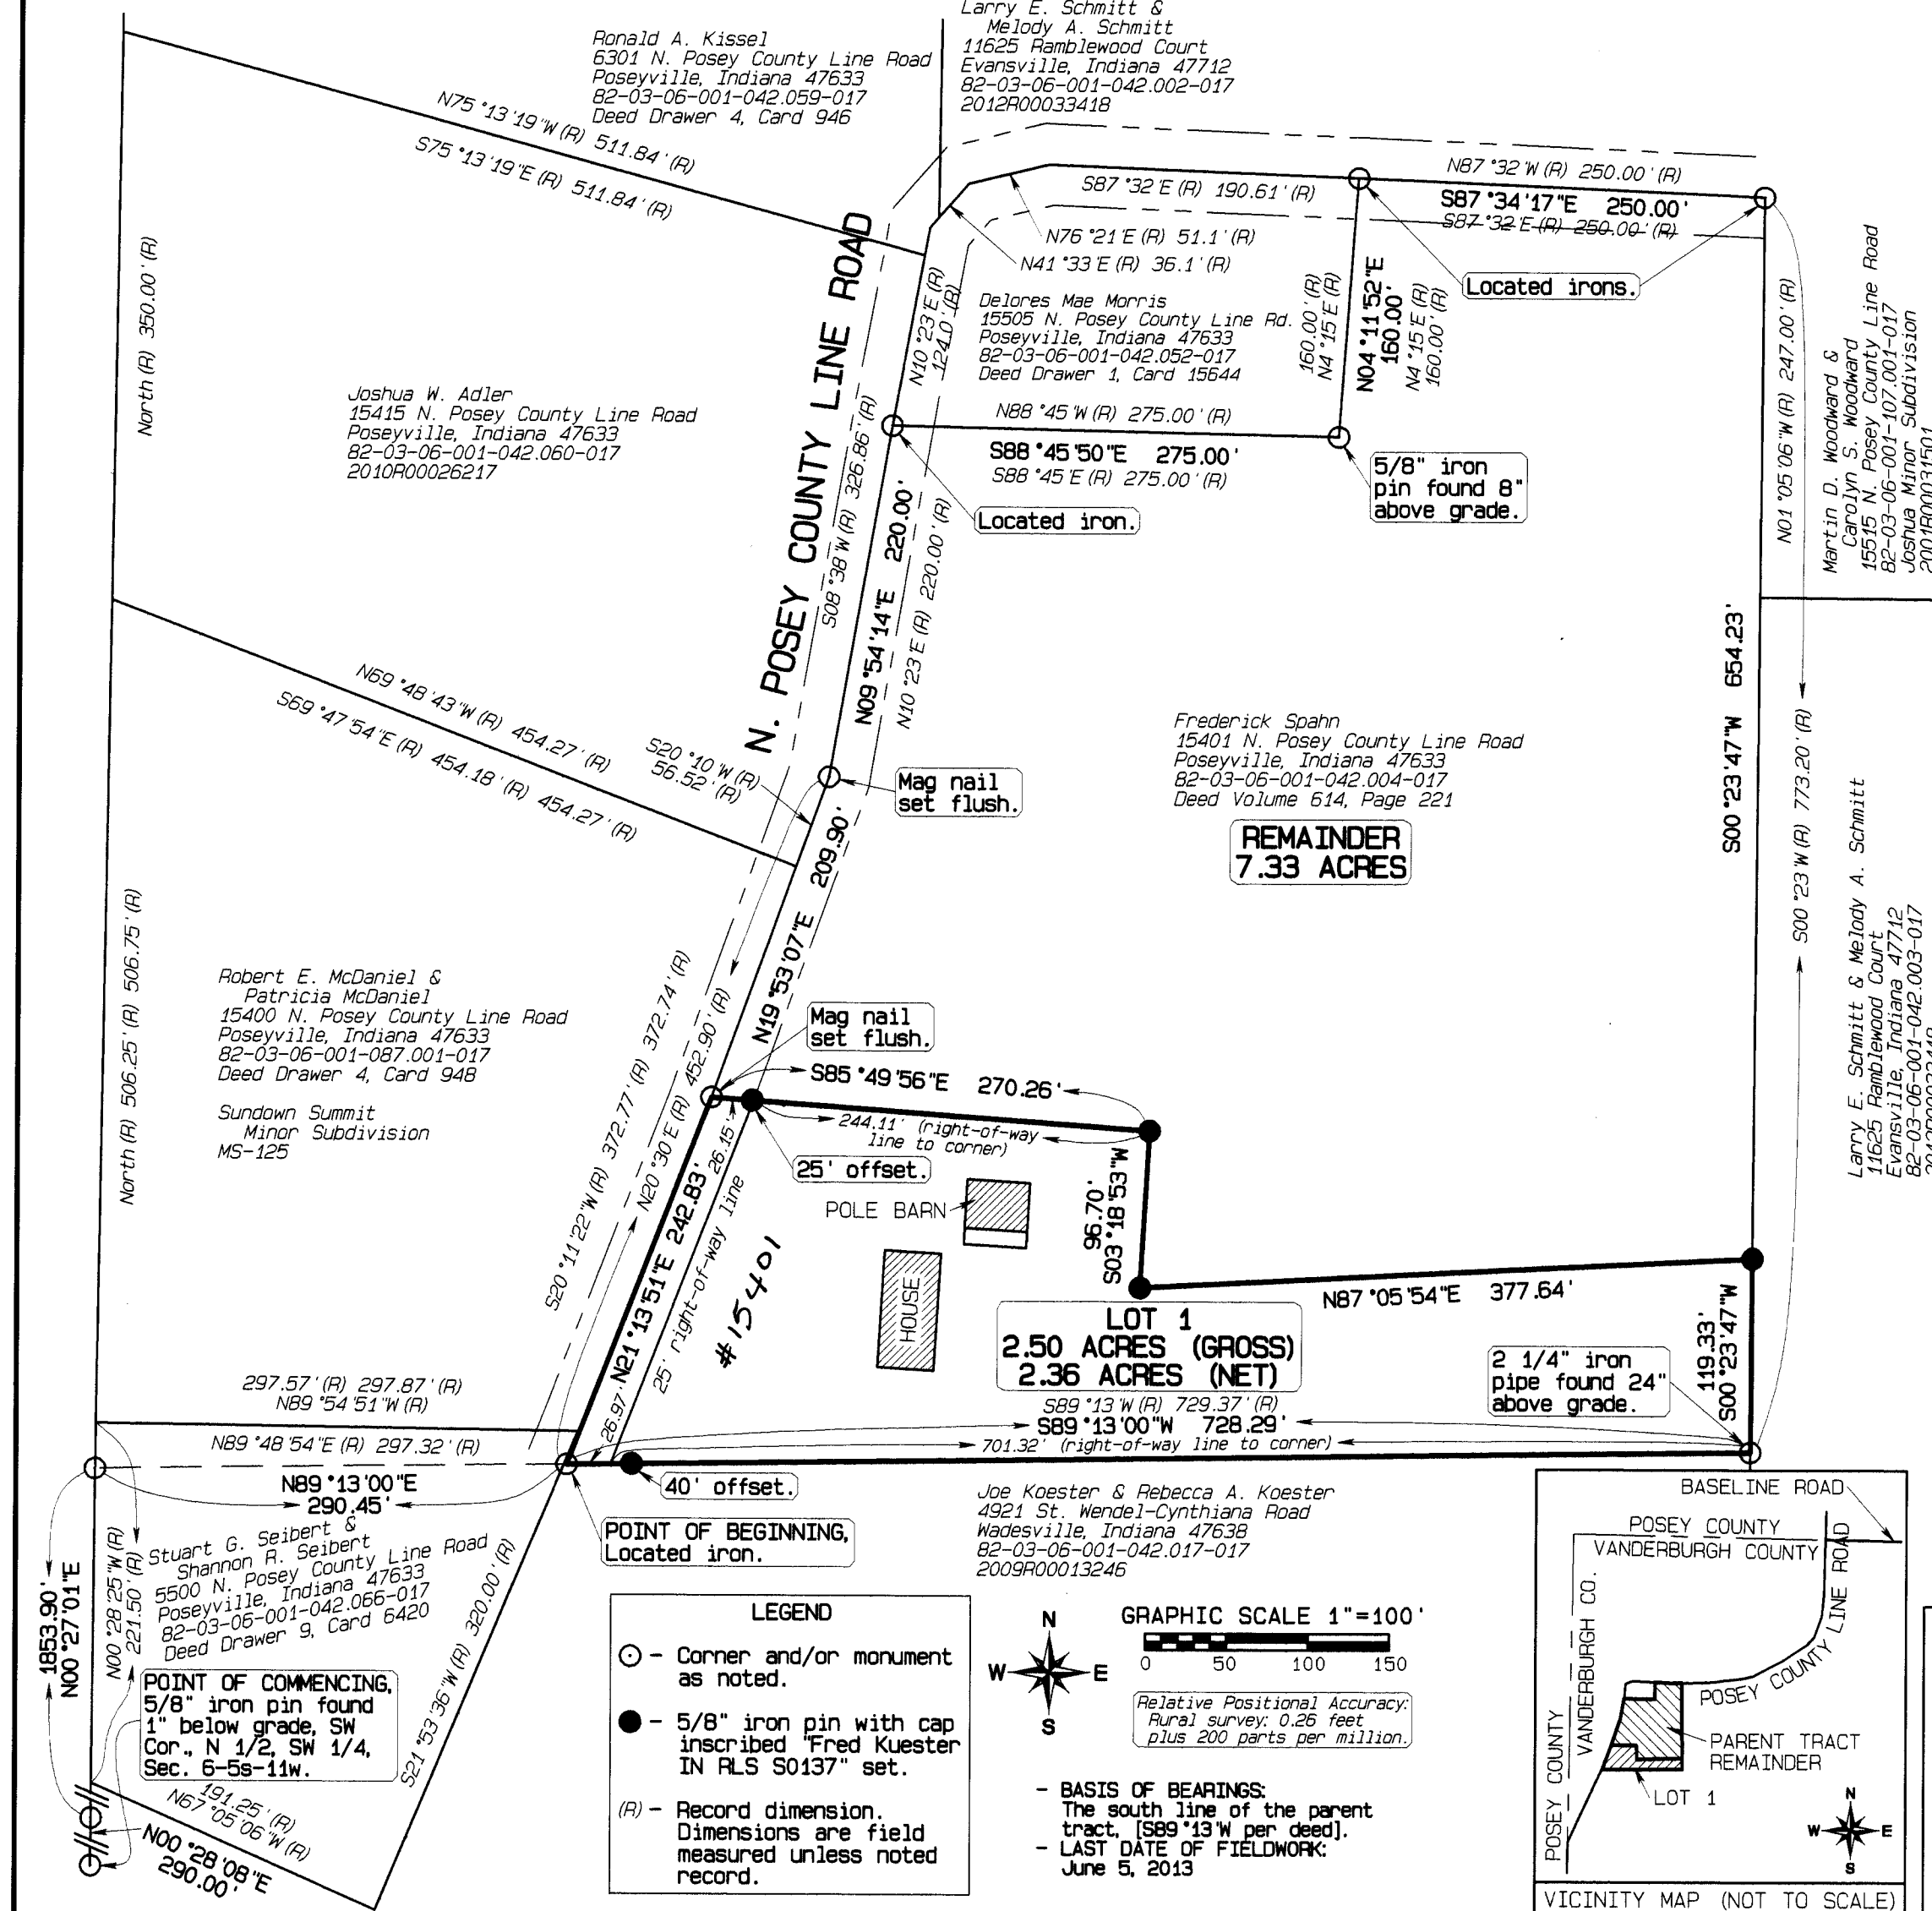 Larry E. Schmitt &
Melody A. Schmitt
11625 Ramblewood Court
Evansville, Indiana 47712
82-03-06-001-042.002-017
2012R00033418
Ronald A. Kissel
6301 N. Posey County Line Road
Poseyville, Indiana 47633
82-03-06-001-042.059-017
Deed Drawer 4, Card 946
N75°13'19"W (R) 511.84' (R)
S75°13'19"E (R) 511.84' (R)
N87°32'W (R) 250.00' (R)
S87°32'E (R) 190.61' (R)
S87°34'17"E 250.00'
S87°32'E (R) 250.00' (R)
N76°21'E (R) 51.1' (R)
N41°33'E (R) 36.1' (R)
Located irons.
North (R) 350.00' (R)
N. POSEY COUNTY LINE ROAD
N10°23'E (R)
124.0' (R)
Delores Mae Morris
15505 N. Posey County Line Rd.
Poseyville, Indiana 47633
82-03-06-001-042.052-017
Deed Drawer 1, Card 15644
160.00' (R)
N4°15'E (R)
N04°11'52"E
160.00'
N4°15'E (R)
160.00' (R)
N01°05'06"W (R) 247.00' (R)
Martin D. Woodward &
Carolyn S. Woodward
15515 N. Posey County Line Road
82-03-06-001-107.001-017
Joshua Minor Subdivision
2001R00031501
Joshua W. Adler
15415 N. Posey County Line Road
Poseyville, Indiana 47633
82-03-06-001-042.060-017
2010R00026217
N88°45'W (R) 275.00' (R)
S88°45'50"E 275.00'
S88°45'E (R) 275.00' (R)
5/8" iron
pin found 8"
above grade.
Located iron.
S08°38'W (R) 326.86' (R)
N09°54'14"E 220.00'
N10°23'E (R) 220.00' (R)
S00°23'47"W 654.23'
S00°23'W (R) 773.20' (R)
N69°48'43"W (R) 454.27' (R)
S69°47'54"E (R) 454.18' (R) 454.27' (R)
S20°10'W (R)
56.52' (R)
Mag nail
set flush.
Frederick Spahn
15401 N. Posey County Line Road
Poseyville, Indiana 47633
82-03-06-001-042.004-017
Deed Volume 614, Page 221
REMAINDER
7.33 ACRES
Larry E. Schmitt & Melody A. Schmitt
11625 Ramblewood Court
Evansville, Indiana 47712
82-03-06-001-042.003-017
North (R) 506.25' (R) 506.75' (R)
Robert E. McDaniel &
Patricia McDaniel
15400 N. Posey County Line Road
Poseyville, Indiana 47633
82-03-06-001-087.001-017
Deed Drawer 4, Card 948
Sundown Summit
Minor Subdivision
MS-125
N19°53'07"E 209.90'
S20°11'22"W (R) 372.77' (R) 372.74' (R)
N20°30'E (R) 452.90' (R)
Mag nail
set flush.
S85°49'56"E 270.26'
244.11' (right-of-way
line to corner)
26.15'
25' offset.
POLE BARN
HOUSE
96.70'
S03°18'53"W
N21°13'51"E 242.83'
25' right-of-way line
#15401
N87°05'54"E 377.64'
LOT 1
2.50 ACRES (GROSS)
2.36 ACRES (NET)
119.33'
S00°23'47"W
2 1/4" iron
pipe found 24"
above grade.
S89°13'W (R) 729.37' (R)
S89°13'00"W 728.29'
701.32' (right-of-way line to corner)
26.97'
40' offset.
297.57' (R) 297.87' (R)
N89°54'51"W (R)
N89°48'54"E (R) 297.32' (R)
N89°13'00"E
290.45'
POINT OF BEGINNING,
Located iron.
Joe Koester & Rebecca A. Koester
4921 St. Wendel-Cynthiana Road
Wadesville, Indiana 47638
82-03-06-001-042.017-017
2009R00013246
Stuart G. Seibert &
Shannon R. Seibert
5500 N. Posey County Line Road
Poseyville, Indiana 47633
82-03-06-001-042.066-017
Deed Drawer 9, Card 6420
1853.90'
N00°27'01"E
N00°28'25"W (R)
221.50' (R)
S21°53'36"W (R) 320.00' (R)
POINT OF COMMENCING,
5/8" iron pin found
1" below grade, SW
Cor., N 1/2, SW 1/4,
Sec. 6-5s-11w.
191.25' (R)
N67°05'06"W (R)
N00°28'08"E
290.00'
LEGEND
- Corner and/or monument
as noted.
- 5/8" iron pin with cap
inscribed "Fred Kuester
IN RLS S0137" set.
(R) - Record dimension.
Dimensions are field
measured unless noted
record.
N
W E
S
GRAPHIC SCALE 1"=100'
0 50 100 150
Relative Positional Accuracy:
Rural survey: 0.26 feet
plus 200 parts per million.
- BASIS OF BEARINGS:
The south line of the parent
tract, [S89°13'W per deed].
- LAST DATE OF FIELDWORK:
June 5, 2013
BASELINE ROAD
POSEY COUNTY
VANDERBURGH COUNTY
POSEY COUNTY LINE ROAD
VANDERBURGH CO.
POSEY COUNTY
PARENT TRACT
REMAINDER
LOT 1
N
W E
S
VICINITY MAP (NOT TO SCALE)